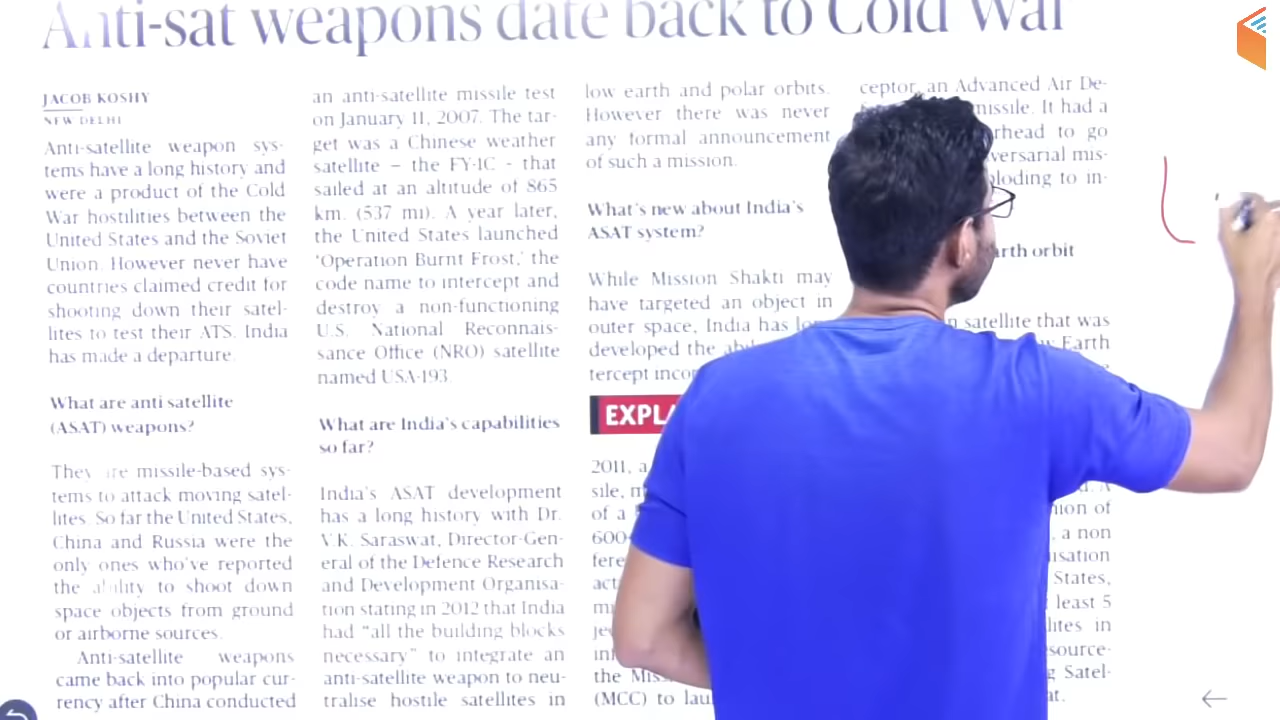 Anti-sat weapons date back to Cold War
JACOB KOSHY
NEW DELHI
Anti-satellite weapon sys-
tems have a long history and
were a product of the Cold
War hostilities between the
United States and the Soviet
Union. However never have
countries claimed credit for
shooting down their satel-
lites to test their ATS. India
has made a departure.
What are anti satellite
(ASAT) weapons?
They are missile-based sys-
tems to attack moving satel-
lites. So far the United States,
China and Russia were the
only ones who've reported
the ability to shoot down
space objects from ground
or airborne sources.
Anti-satellite weapons
came back into popular cur-
rency after China conducted
an anti-satellite missile test
on January 11, 2007. The tar-
get was a Chinese weather
satellite – the FY-1C - that
sailed at an altitude of 865
km. (537 mi). A year later,
the United States launched
'Operation Burnt Frost,' the
code name to intercept and
destroy a non-functioning
U.S. National Reconnais-
sance Office (NRO) satellite
named USA-193.
What are India's capabilities
so far?
India's ASAT development
has a long history with Dr.
V.K. Saraswat, Director-Gen-
eral of the Defence Research
and Development Organisa-
tion stating in 2012 that India
had "all the building blocks
necessary" to integrate an
anti-satellite weapon to neu-
tralise hostile satellites in
low earth and polar orbits.
However there was never
any formal announcement
of such a mission.
What's new about India's
ASAT system?
While Mission Shakti may
have targeted an object in
outer space, India has
developed the
tercept
2011, a
of a
the
(MCC) to
ceptor, an Advanced Air De-
missile. It had a
to go
mis-
to in-
orbit
satellite that was
Earth
of
a non
States,
least 5
in